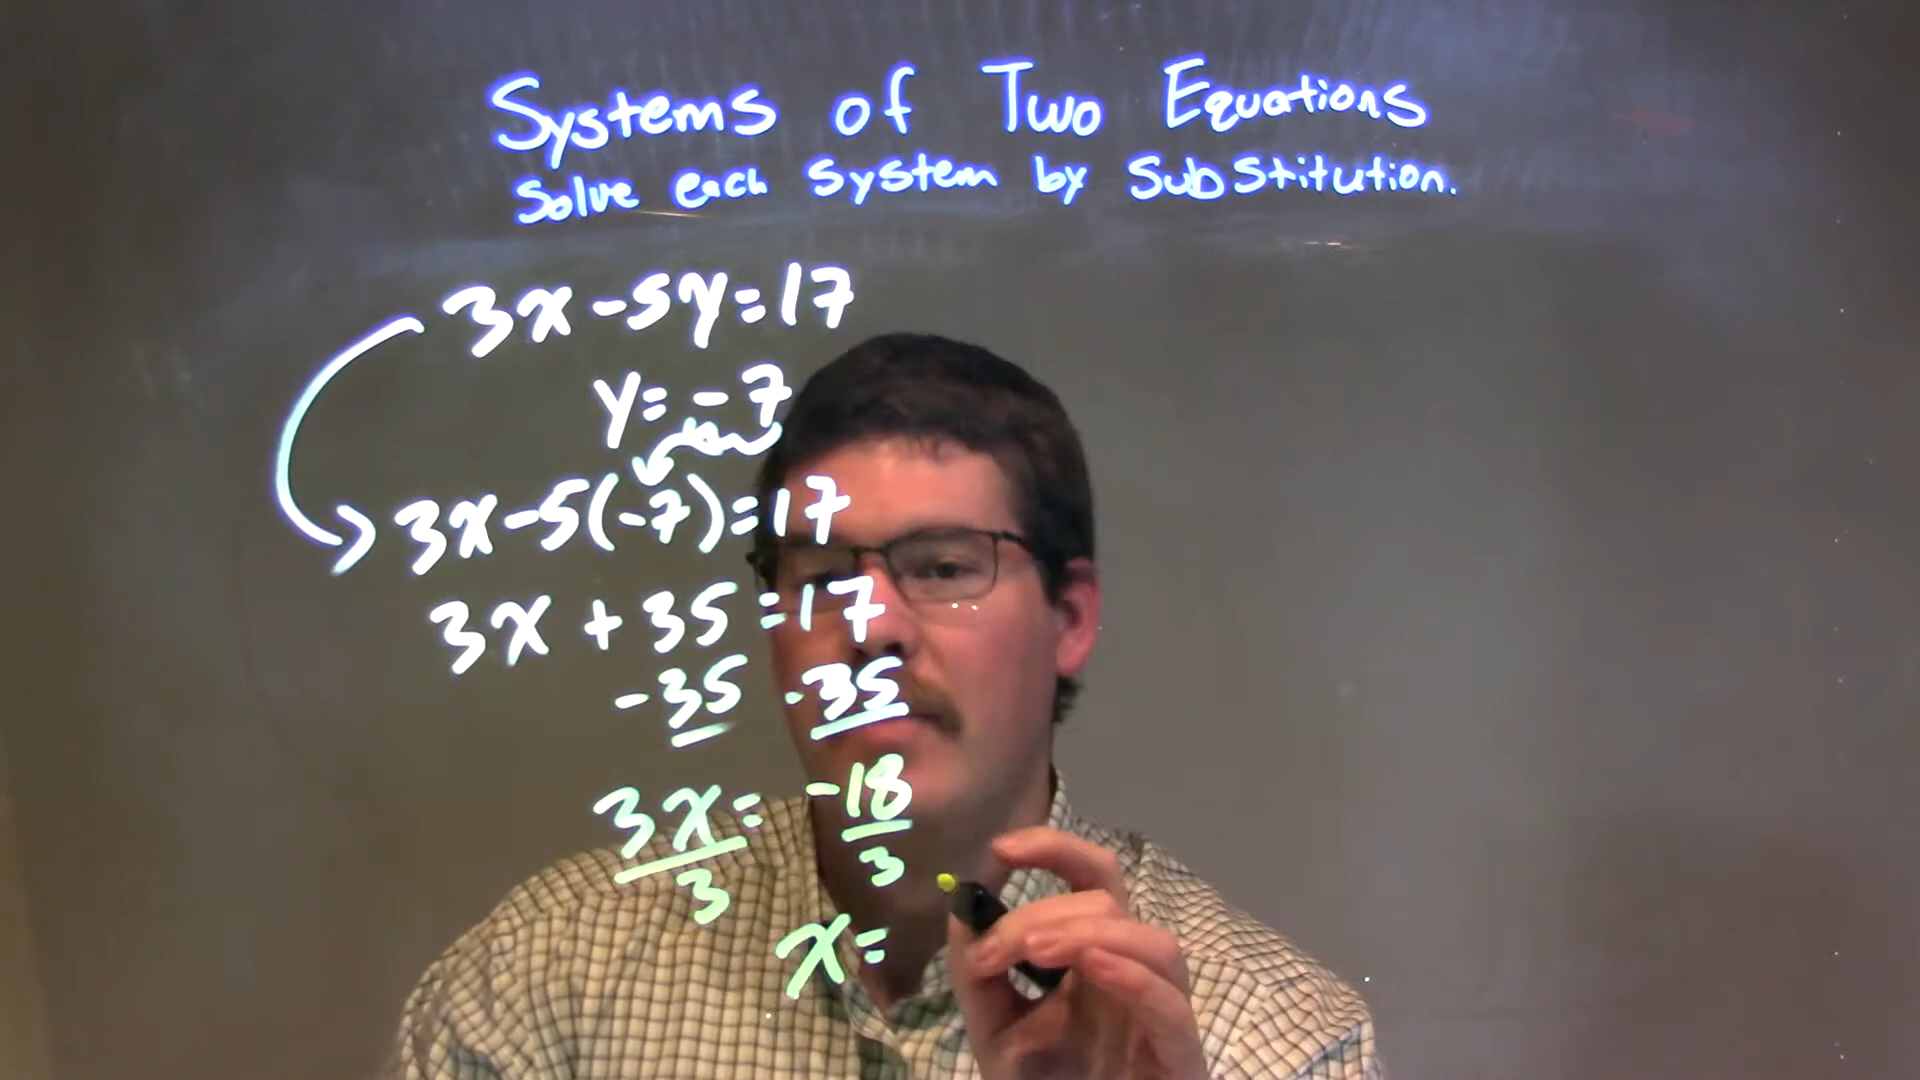 Systems of Two Equations
Solve each system by substitution.
3x-5y=17
y=-7
3x-5(-7)=17
3x+35=17
-35 -35
3x=-18
3 3
x=